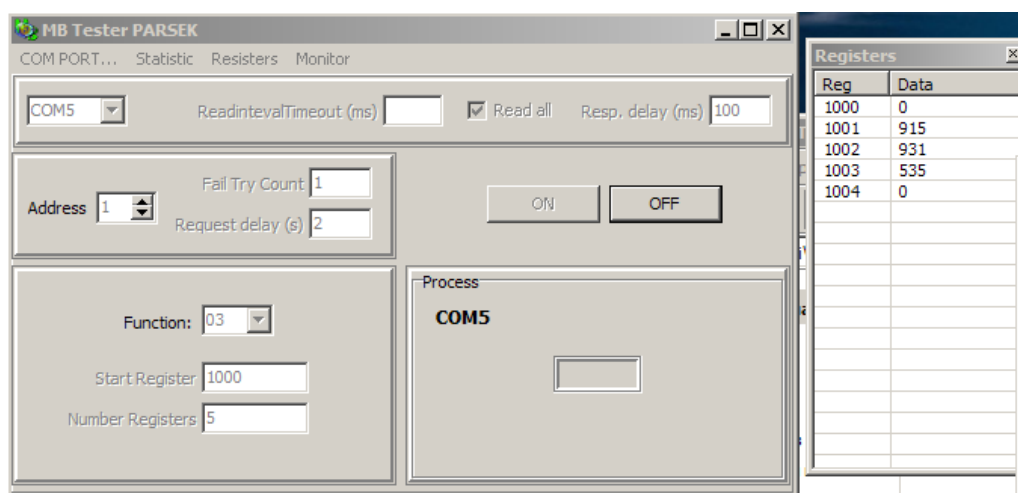 MB Tester PARSEK
COM PORT... Statistic Resisters Monitor
COM5 ReadintevalTimeout (ms) Read all Resp. delay (ms) 100
Address 1
Fail Try Count 1
Request delay (s) 2
ON OFF
Function: 03
Start Register 1000
Number Registers 5
Process
COM5
Registers
Reg Data
1000 0
1001 915
1002 931
1003 535
1004 0